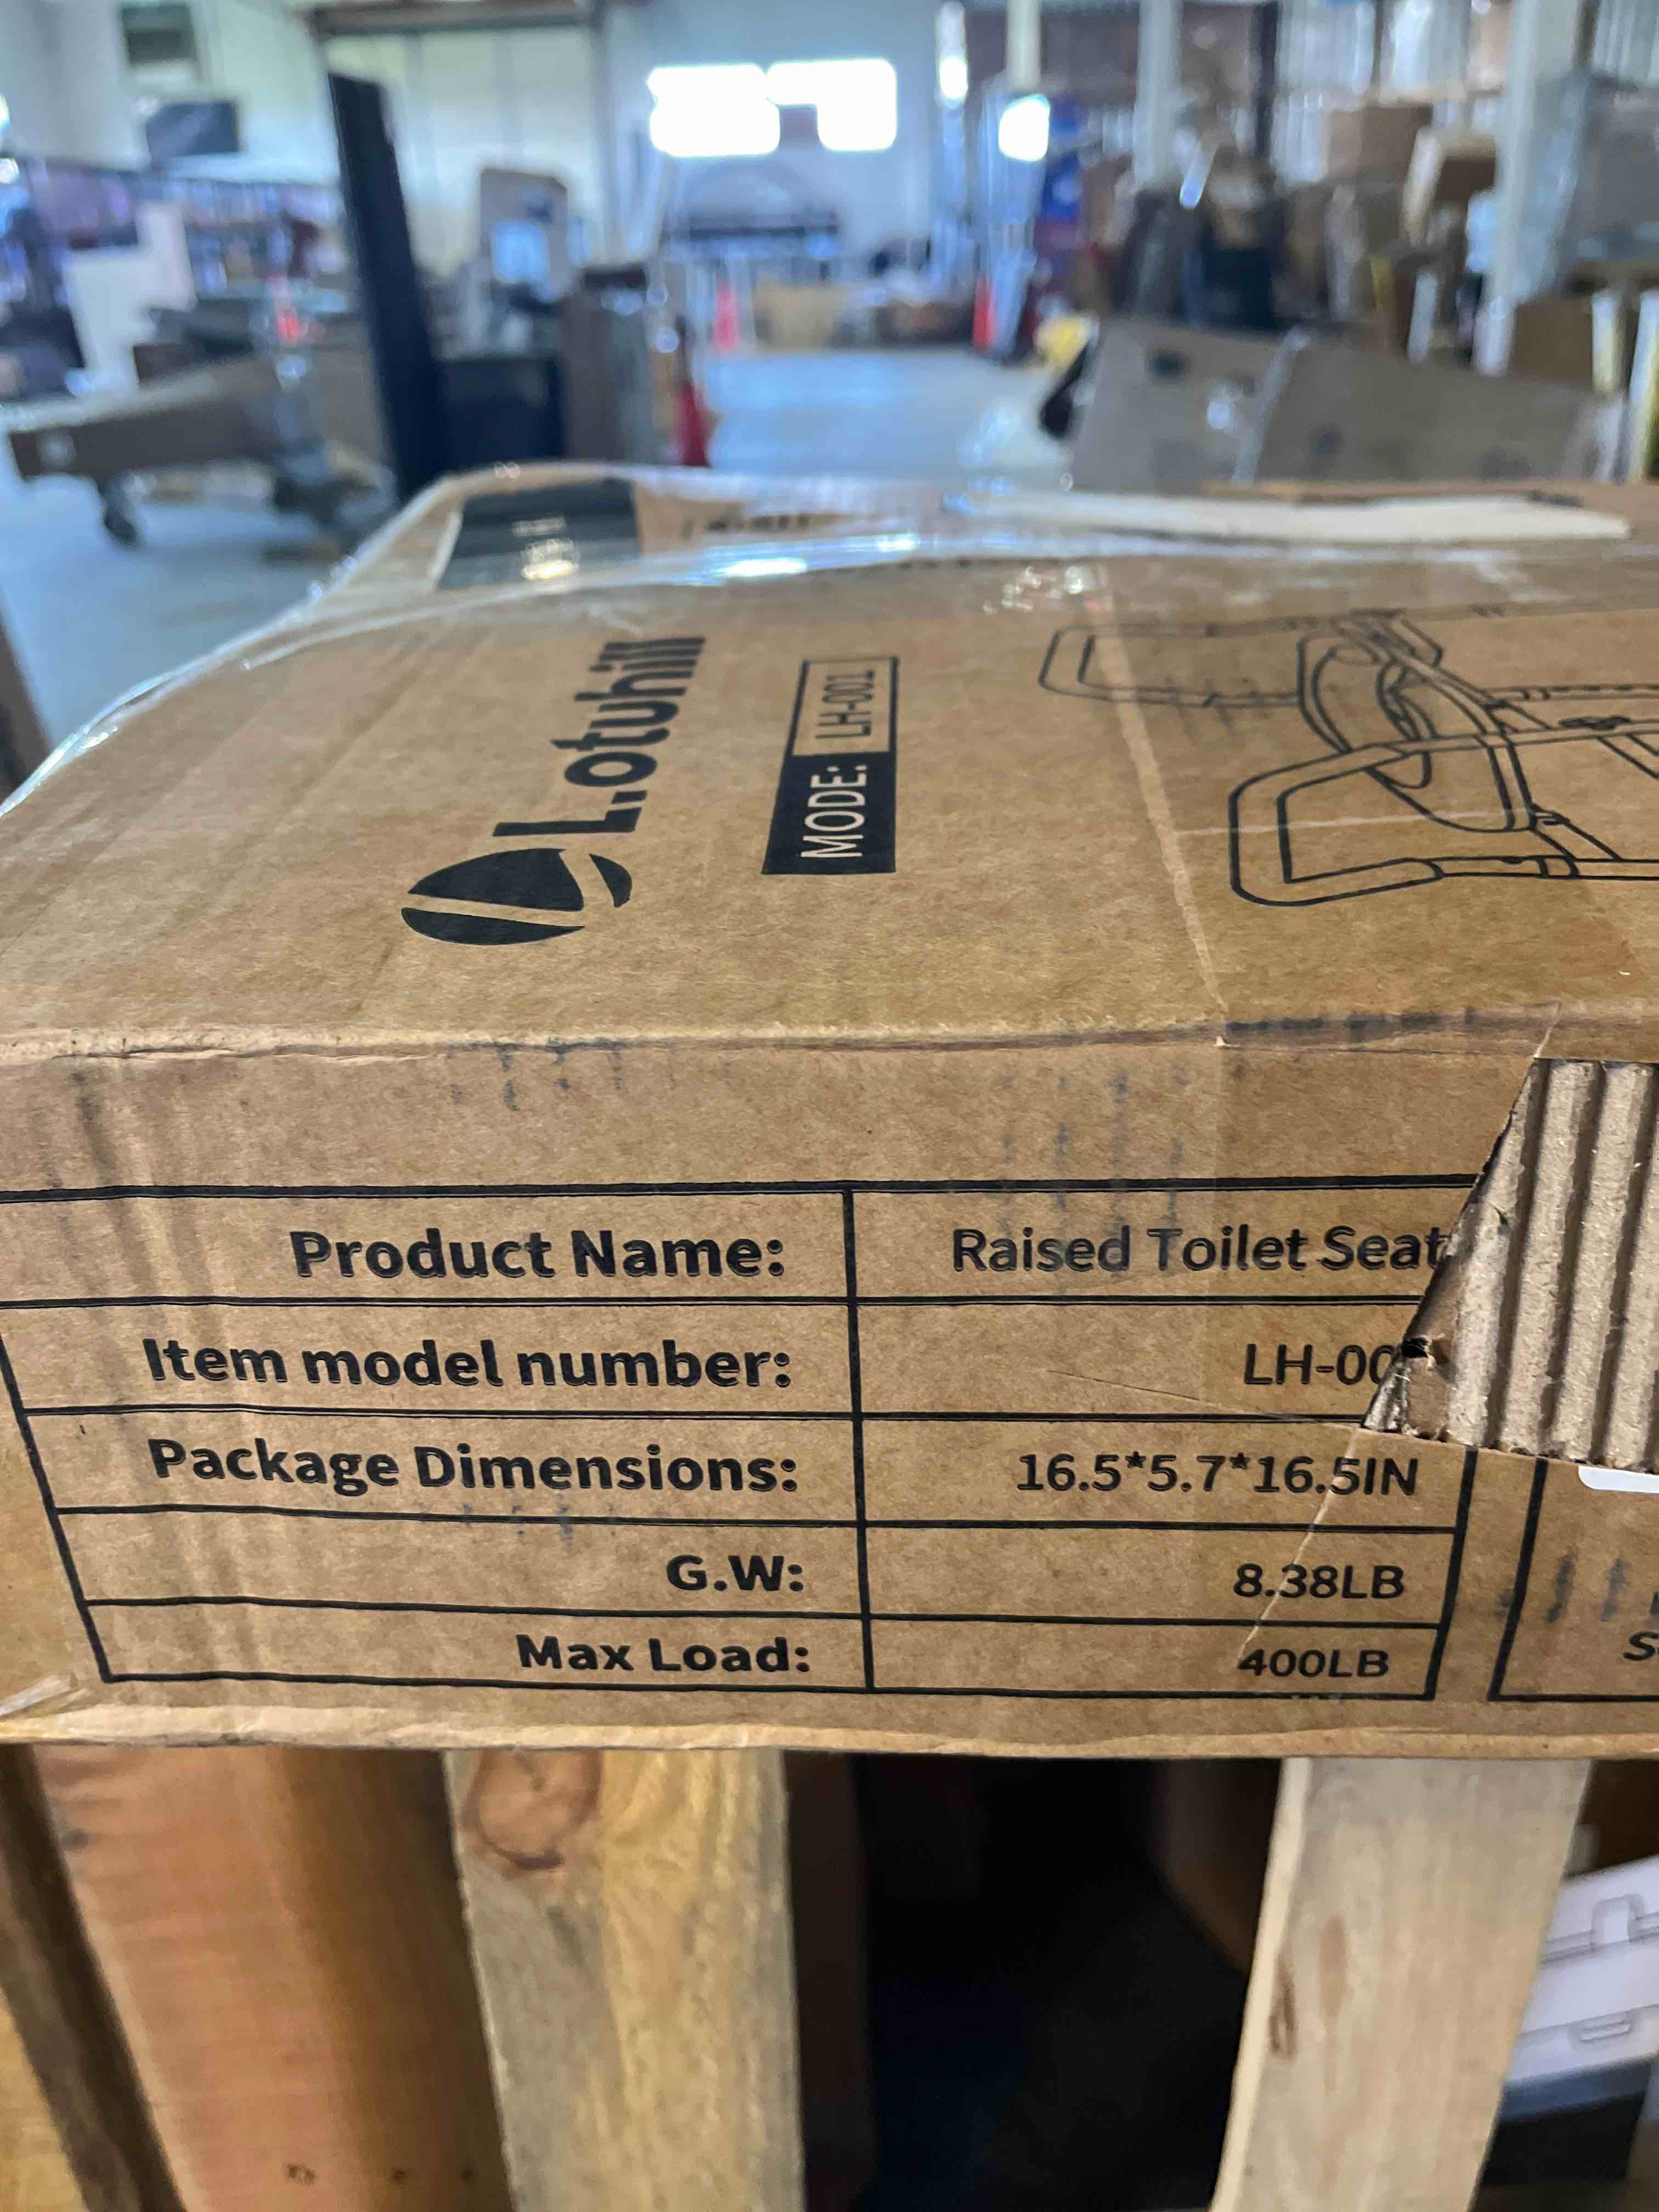 Lotuhill
MODE: LH-001
Product Name: Raised Toilet Seat
Item model number: LH-00
Package Dimensions: 16.5*5.7*16.5IN
G.W: 8.38LB
Max Load: 400LB